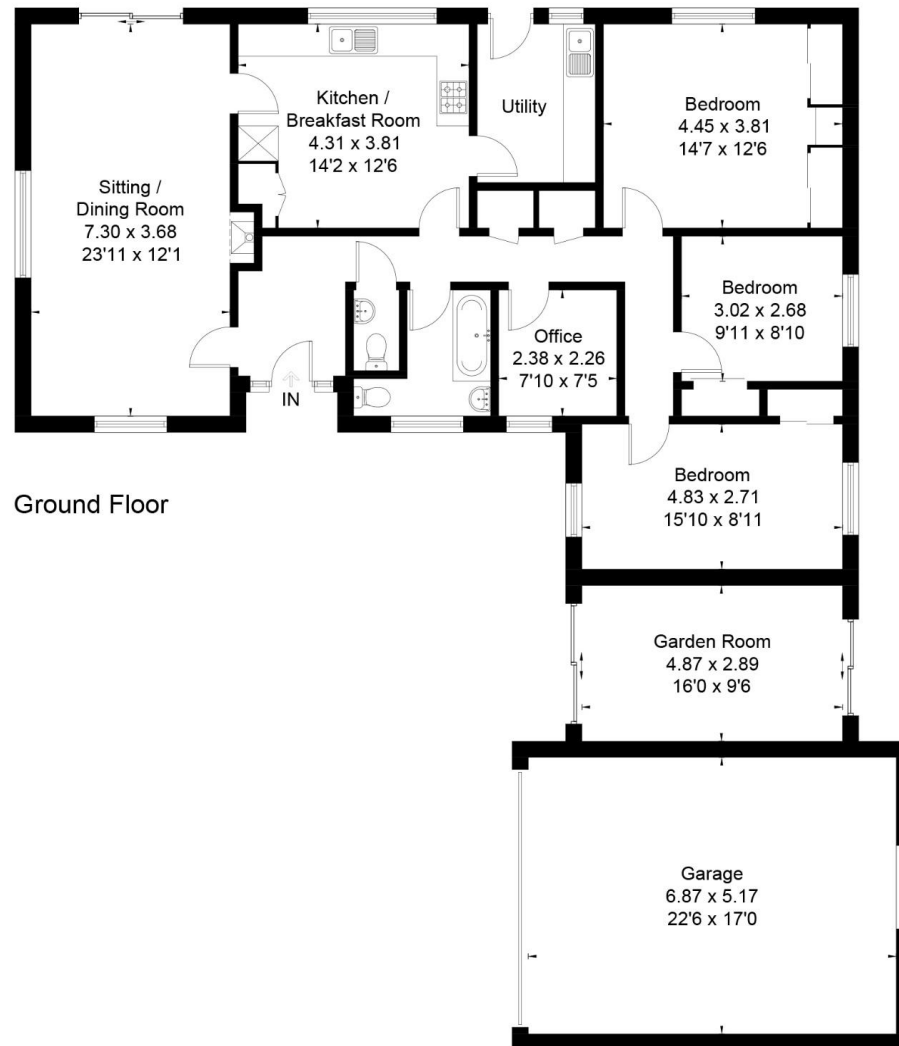 Kitchen /
Breakfast Room
4.31 x 3.81
14'2 x 12'6
Utility
Bedroom
4.45 x 3.81
14'7 x 12'6
Sitting /
Dining Room
7.30 x 3.68
23'11 x 12'1
Bedroom
3.02 x 2.68
9'11 x 8'10
Office
2.38 x 2.26
7'10 x 7'5
IN
Bedroom
4.83 x 2.71
15'10 x 8'11
Ground Floor
Garden Room
4.87 x 2.89
16'0 x 9'6
Garage
6.87 x 5.17
22'6 x 17'0